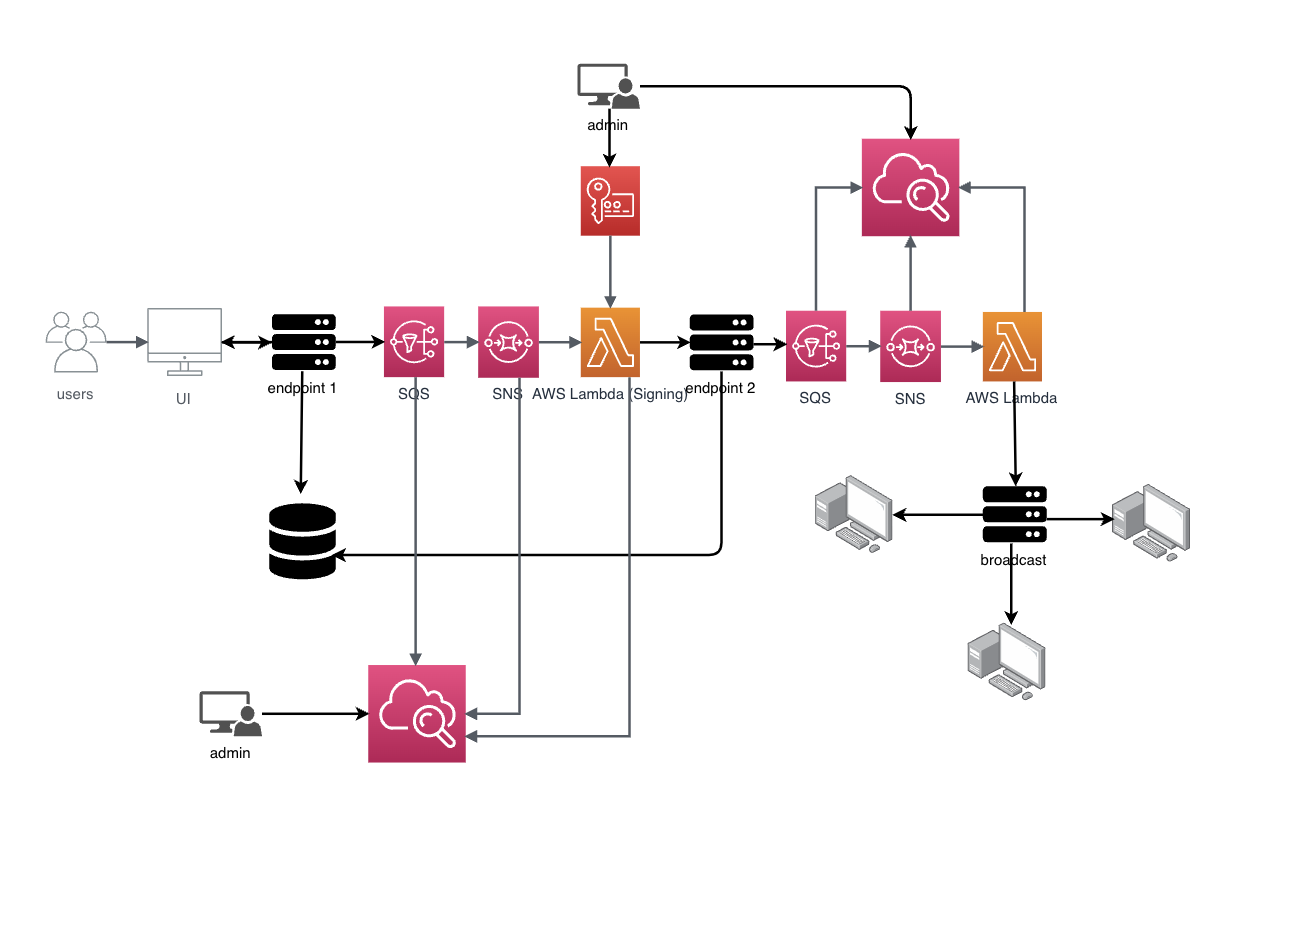 admin
users
UI
endpoint 1
SQS
SNS
AWS Lambda (Signing)
endpoint 2
SQS
SNS
AWS Lambda
broadcast
admin